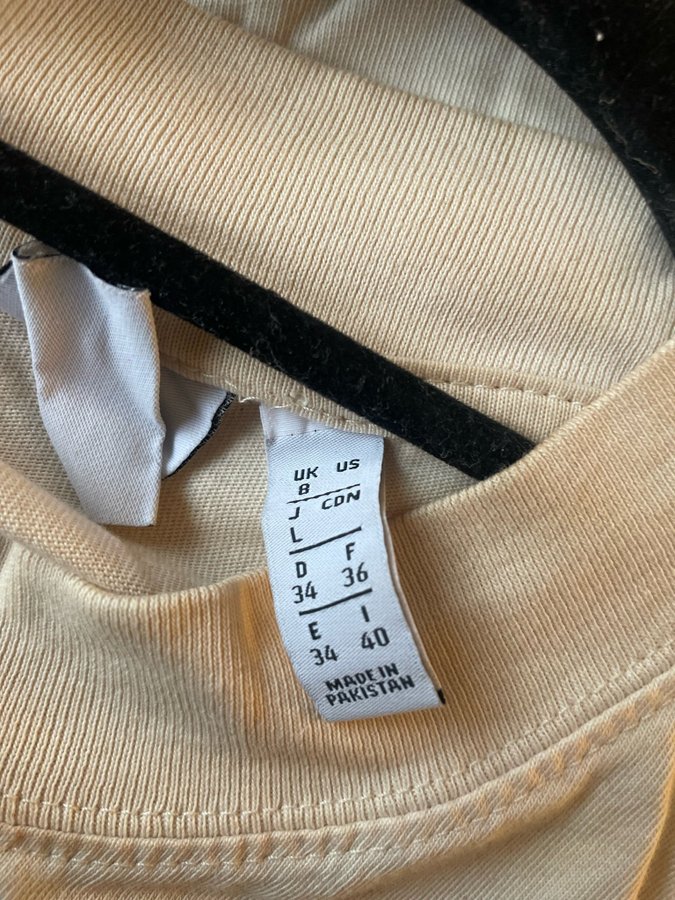 UK US
8
J CDN
L
D F
34 36
E I
34 40
MADE IN
PAKISTAN